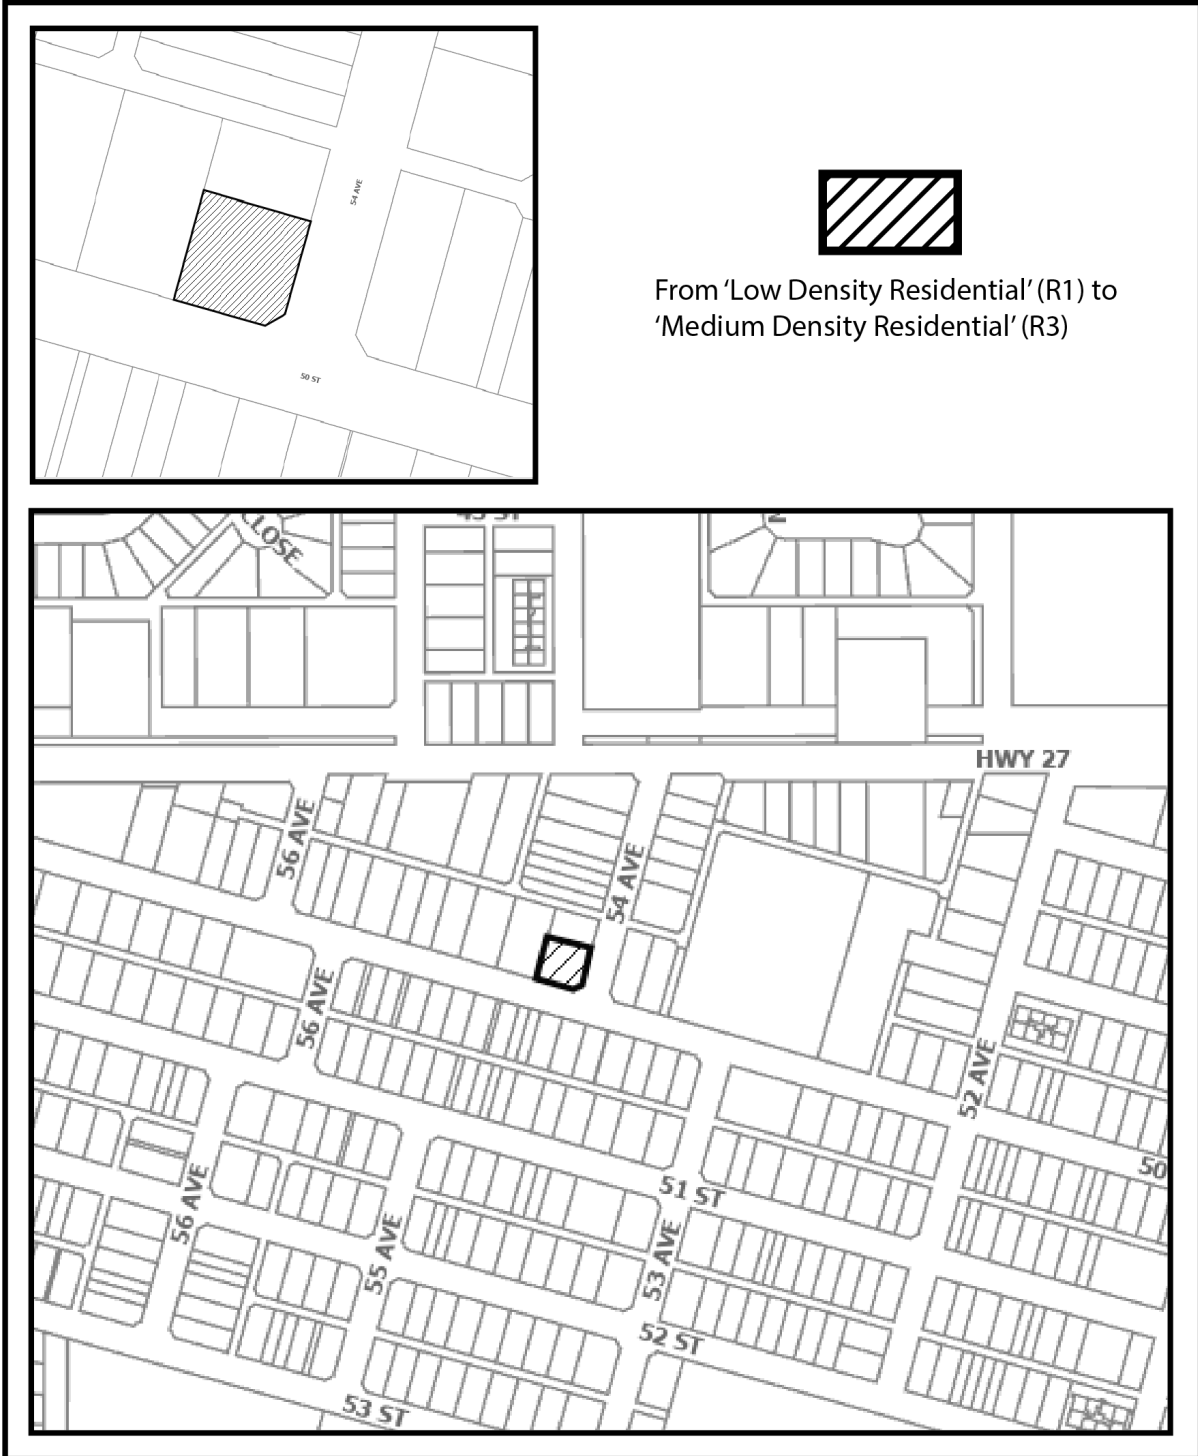 54 AVE
50 ST
From ‘Low Density Residential’ (R1) to
‘Medium Density Residential’ (R3)
CLOSE
HWY 27
56 AVE
54 AVE
56 AVE
52 AVE
50
51 ST
56 AVE
55 AVE
53 AVE
52 ST
53 ST